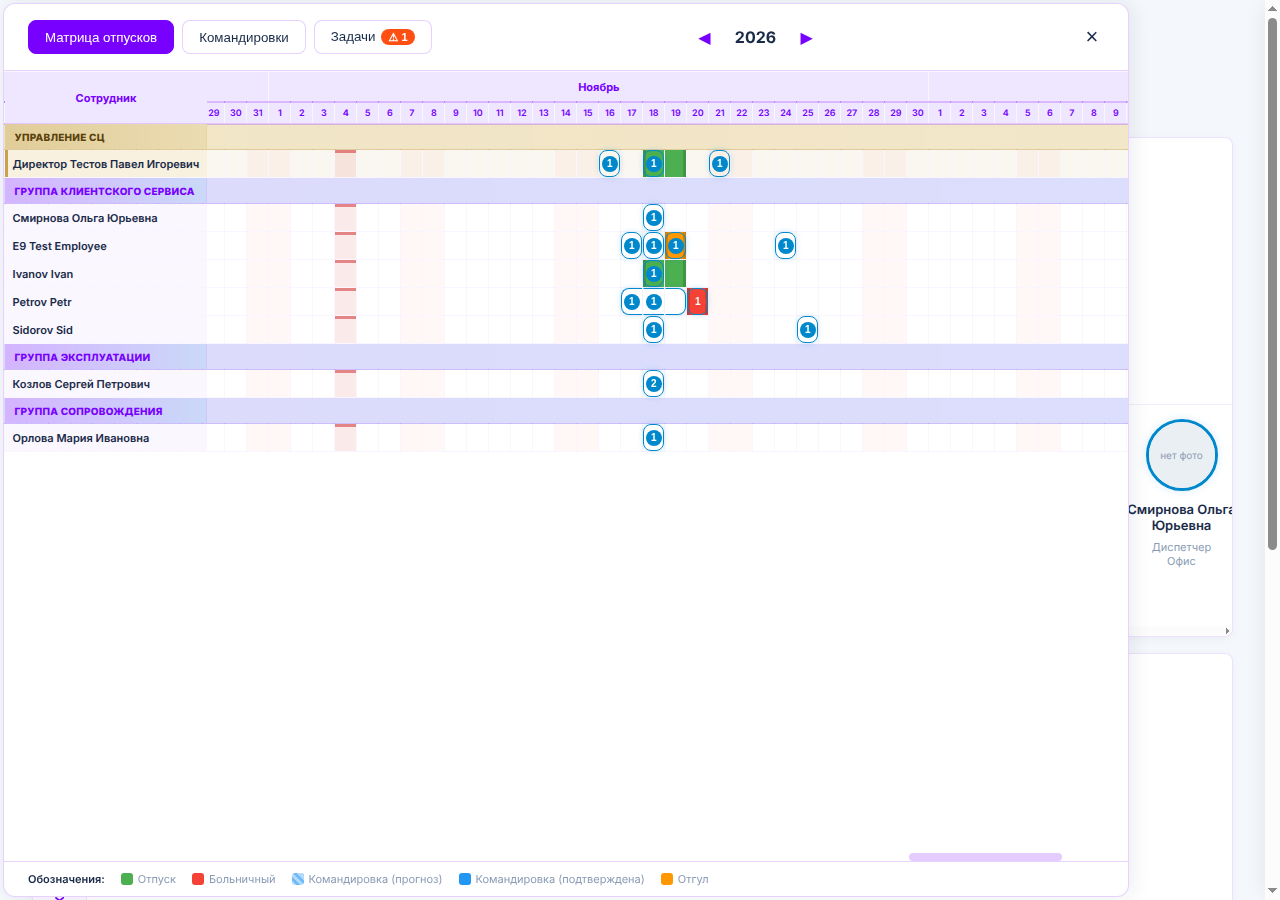 Матрица отпусков Командировки Задачи ⚠ 1 ◀ 2026 ▶ ×
Сотрудник Ноябрь
29 30 31 1 2 3 4 5 6 7 8 9 10 11 12 13 14 15 16 17 18 19 20 21 22 23 24 25 26 27 28 29 30 1 2 3 4 5 6 7 8 9
УПРАВЛЕНИЕ СЦ
Директор Тестов Павел Игоревич 1 1 1
ГРУППА КЛИЕНТСКОГО СЕРВИСА
Смирнова Ольга Юрьевна 1
E9 Test Employee 1 1 1 1
Ivanov Ivan 1
Petrov Petr 1 1 1
Sidorov Sid 1 1
ГРУППА ЭКСПЛУАТАЦИИ
Козлов Сергей Петрович 2
ГРУППА СОПРОВОЖДЕНИЯ
Орлова Мария Ивановна 1
нет фото
Смирнова Ольга
Юрьевна
Диспетчер
Офис
Обозначения: Отпуск Больничный Командировка (прогноз) Командировка (подтверждена) Отгул